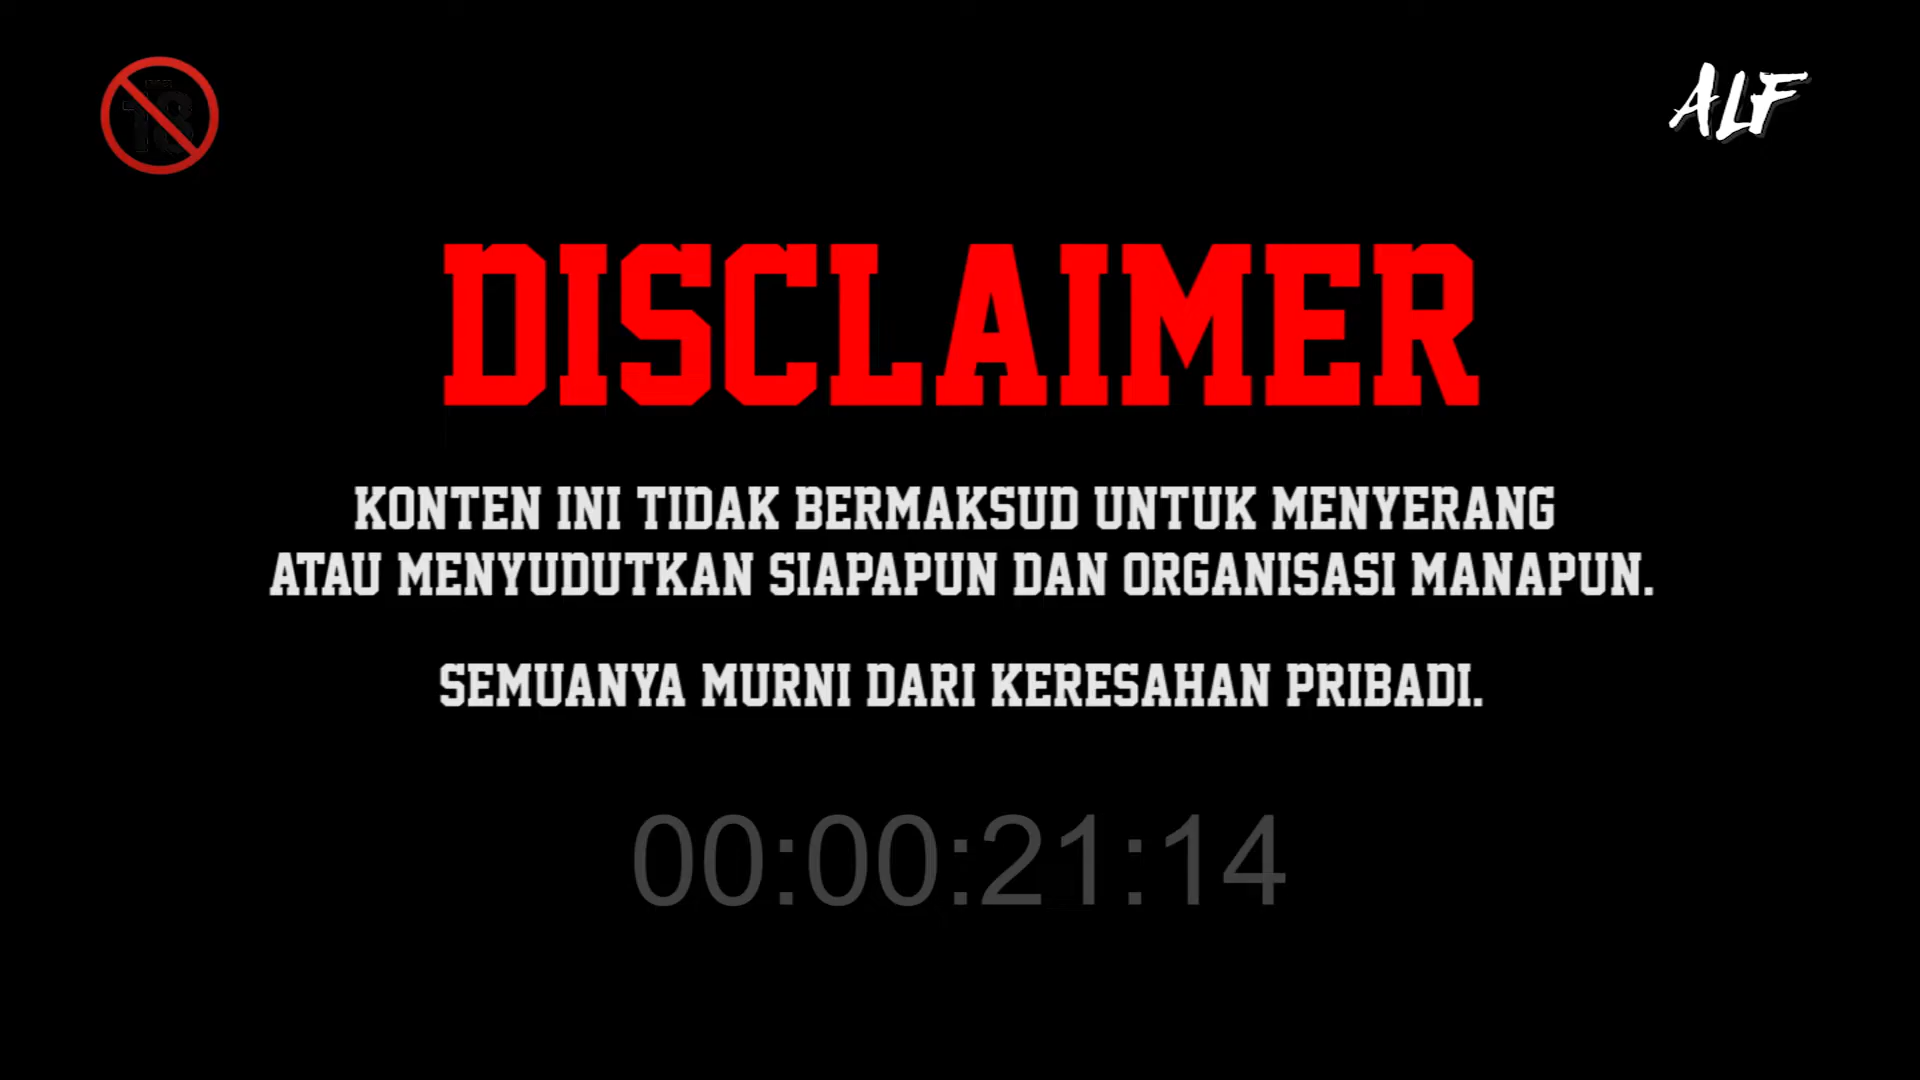 18
ALF
DISCLAIMER
KONTEN INI TIDAK BERMAKSUD UNTUK MENYERANG
ATAU MENYUDUTKAN SIAPAPUN DAN ORGANISASI MANAPUN.
SEMUANYA MURNI DARI KERESAHAN PRIBADI.
00:00:21:14